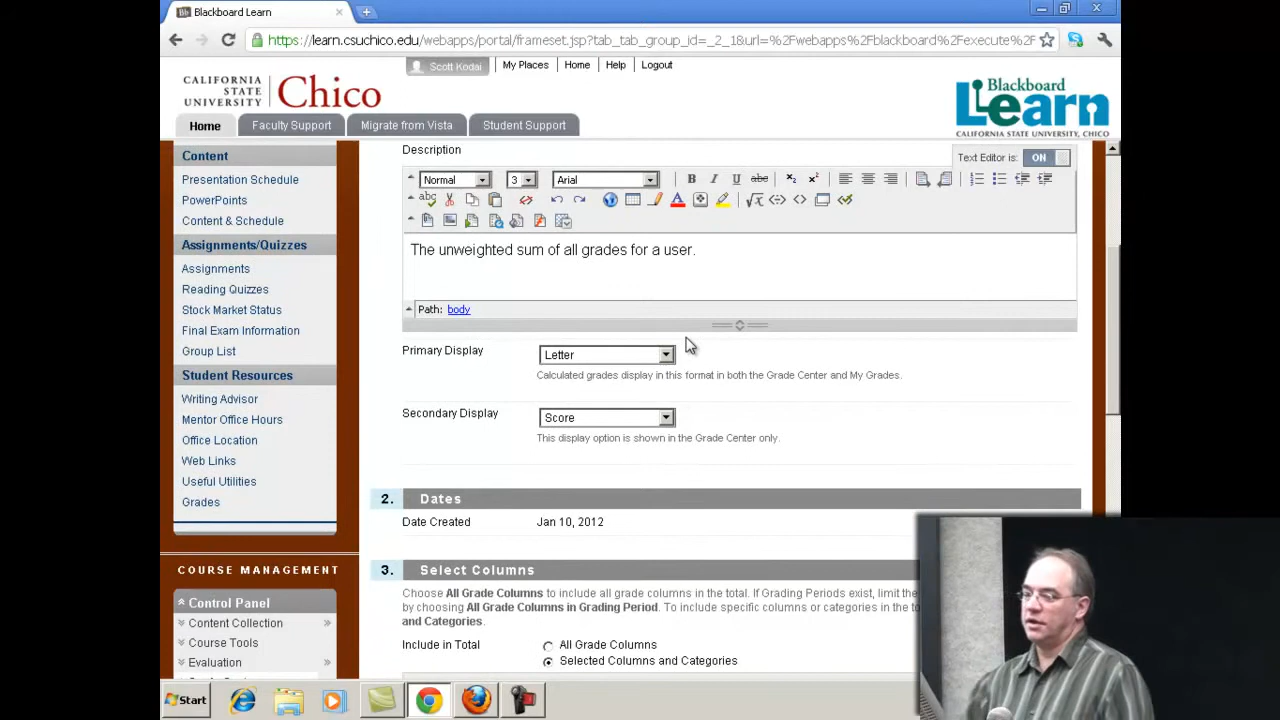 Blackboard Learn
https://learn.csuchico.edu/webapps/portal/frameset.jsp?tab_tab_group_id=_2_1&url=%2Fwebapps%2Fblackboard%2Fexecute%2F
Scott Kodai
My Places
Home
Help
Logout
CALIFORNIA
STATE
UNIVERSITY
Chico
Blackboard
Learn
CALIFORNIA STATE UNIVERSITY, CHICO
Home
Faculty Support
Migrate from Vista
Student Support
Content
Presentation Schedule
PowerPoints
Content & Schedule
Assignments/Quizzes
Assignments
Reading Quizzes
Stock Market Status
Final Exam Information
Group List
Student Resources
Writing Advisor
Mentor Office Hours
Office Location
Web Links
Useful Utilities
Grades
COURSE MANAGEMENT
Control Panel
Content Collection
Course Tools
Evaluation
Description
Text Editor is: ON
Normal 3 Arial
The unweighted sum of all grades for a user.
Path: body
Primary Display
Letter
Calculated grades display in this format in both the Grade Center and My Grades.
Secondary Display
Score
This display option is shown in the Grade Center only.
2. Dates
Date Created Jan 10, 2012
3. Select Columns
Choose All Grade Columns to include all grade columns in the total. If Grading Periods exist, limit the
by choosing All Grade Columns in Grading Period. To include specific columns or categories in the to
and Categories.
Include in Total
All Grade Columns
Selected Columns and Categories
Start